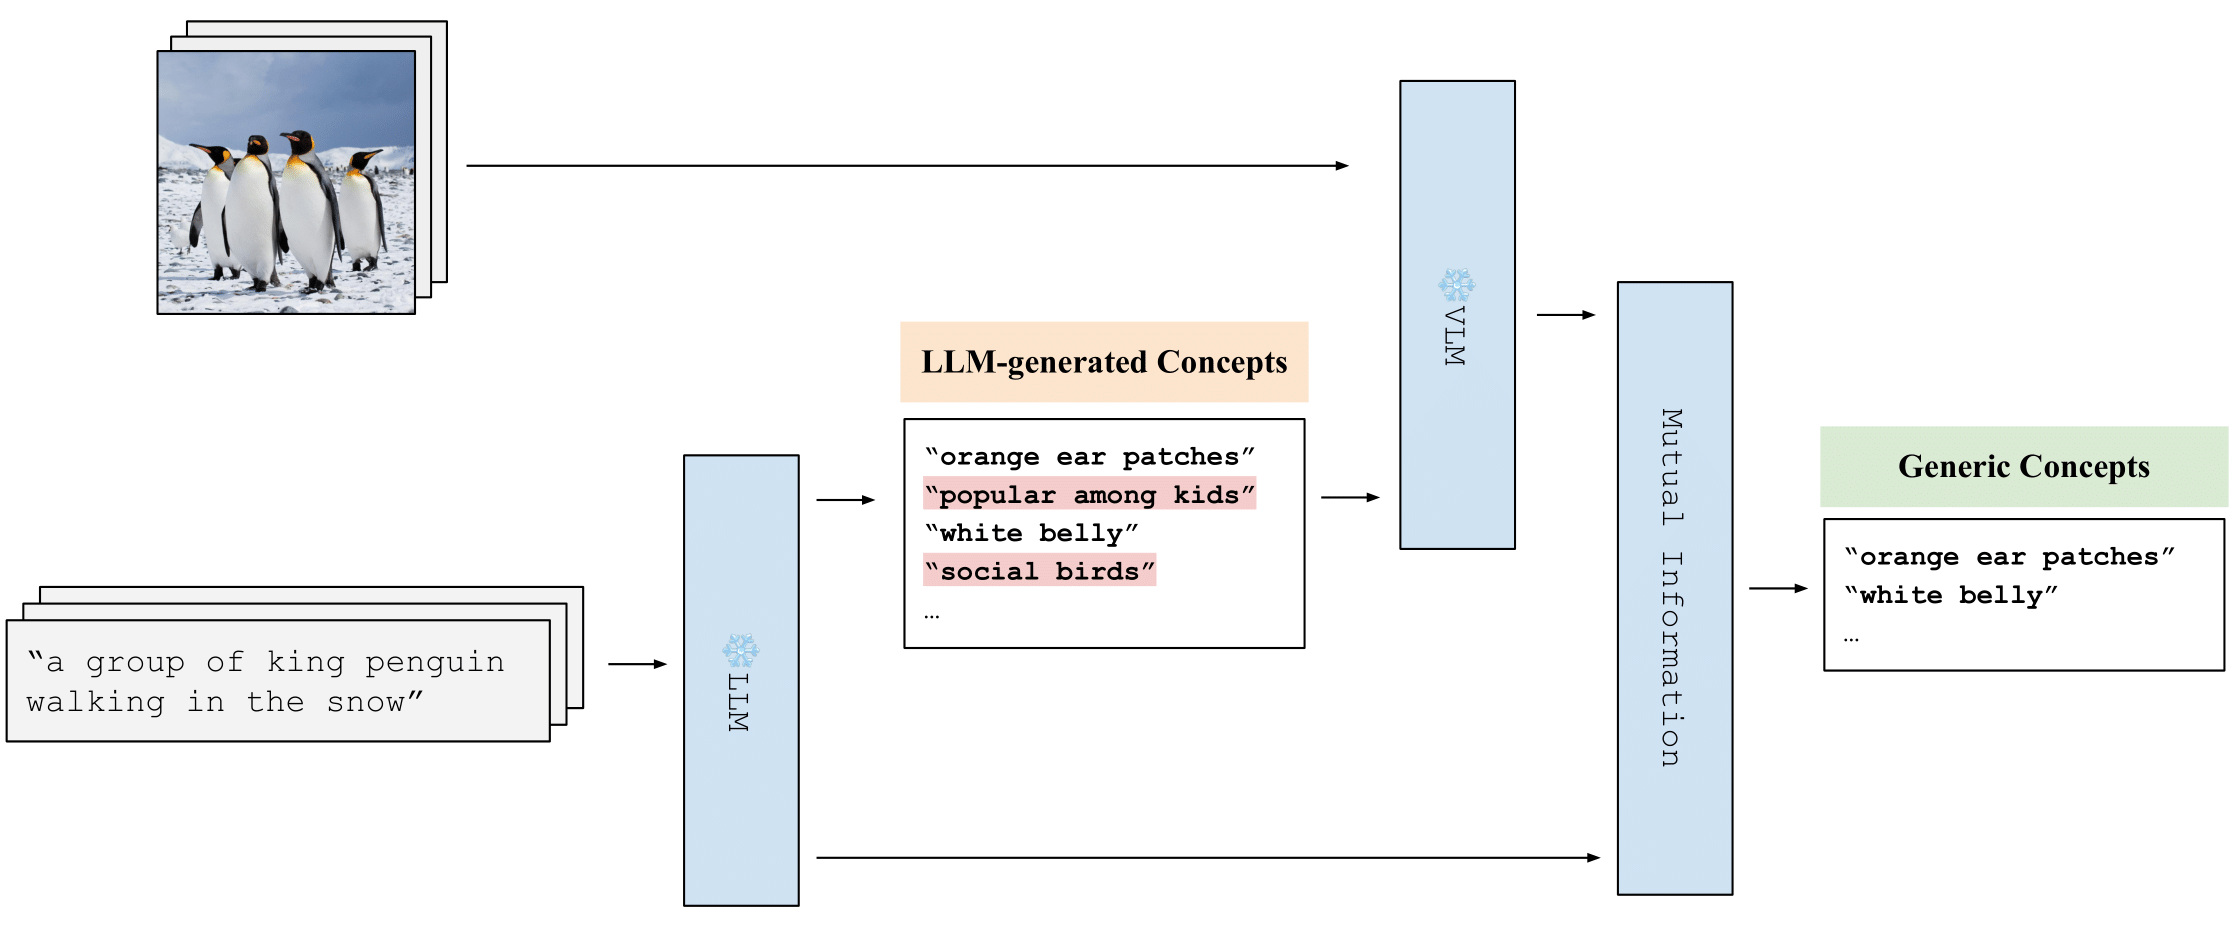 LLM-generated Concepts
“orange ear patches”
“popular among kids”
“white belly”
“social birds”
…
“a group of king penguin
walking in the snow”
LLM
VLM
Mutual Information
Generic Concepts
“orange ear patches”
“white belly”
…